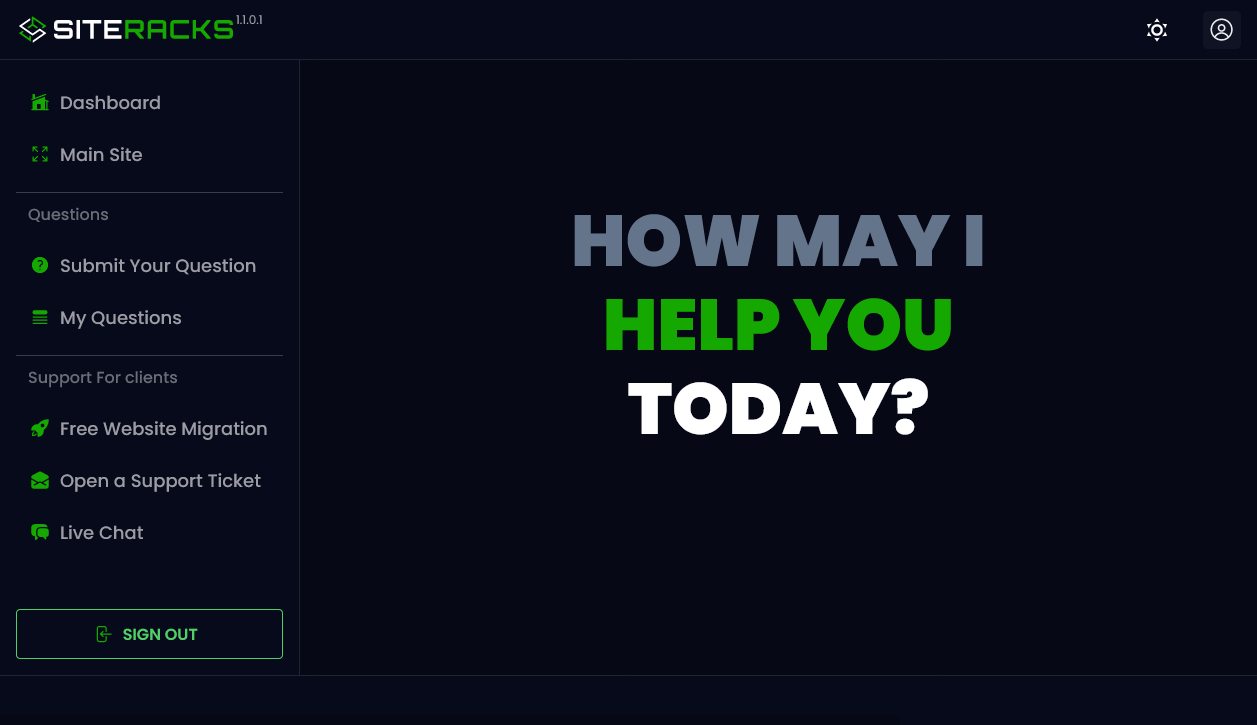 SITERACKS 1.1.0.1
Dashboard
Main Site
Questions
Submit Your Question
My Questions
Support For clients
Free Website Migration
Open a Support Ticket
Live Chat
SIGN OUT
HOW MAY I
HELP YOU
TODAY?